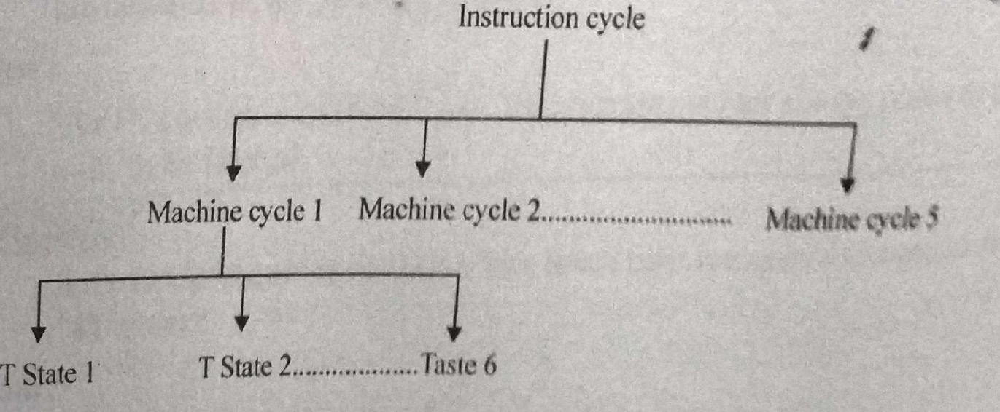 Instruction cycle
Machine cycle 1 Machine cycle 2............................ Machine cycle 5
T State 1 T State 2...................Taste 6